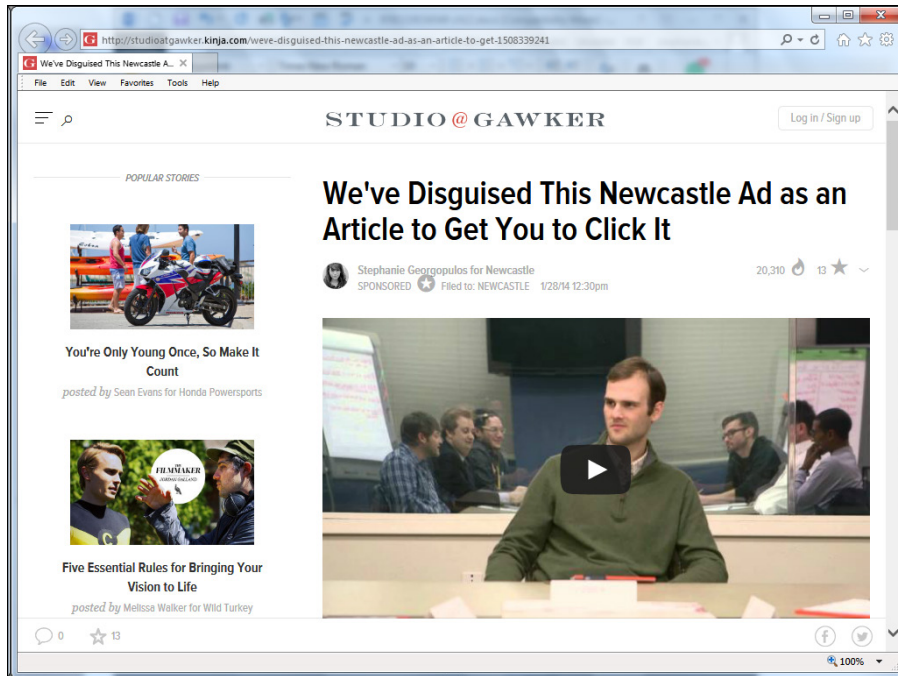 http://studioatgawker.kinja.com/weve-disguised-this-newcastle-ad-as-an-article-to-get-1508339241
We've Disguised This Newcastle A...
File Edit View Favorites Tools Help
STUDIO@GAWKER
Log in / Sign up
POPULAR STORIES
You're Only Young Once, So Make It
Count
posted by Sean Evans for Honda Powersports
THE
FILMMAKER
JORDAN GALLAND
Five Essential Rules for Bringing Your
Vision to Life
posted by Melissa Walker for Wild Turkey
We've Disguised This Newcastle Ad as an
Article to Get You to Click It
Stephanie Georgopulos for Newcastle
SPONSORED Filed to: NEWCASTLE 1/28/14 12:30pm
20,310 13
0 13
100%